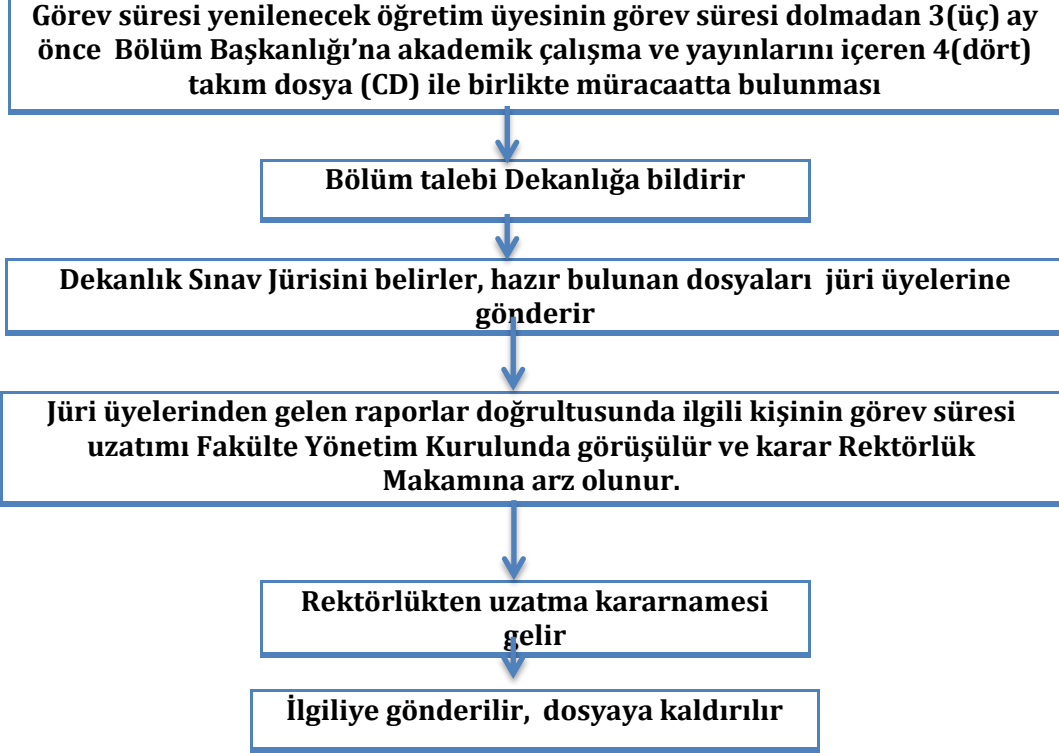 Görev süresi yenilenecek öğretim üyesinin görev süresi dolmadan 3(üç) ay
önce  Bölüm Başkanlığı’na akademik çalışma ve yayınlarını içeren 4(dört)
takım dosya (CD) ile birlikte müracaatta bulunması
Bölüm talebi Dekanlığa bildirir
Dekanlık Sınav Jürisini belirler, hazır bulunan dosyaları  jüri üyelerine
gönderir
Jüri üyelerinden gelen raporlar doğrultusunda ilgili kişinin görev süresi
uzatımı Fakülte Yönetim Kurulunda görüşülür ve karar Rektörlük
Makamına arz olunur.
Rektörlükten uzatma kararnamesi
gelir
İlgiliye gönderilir,  dosyaya kaldırılır